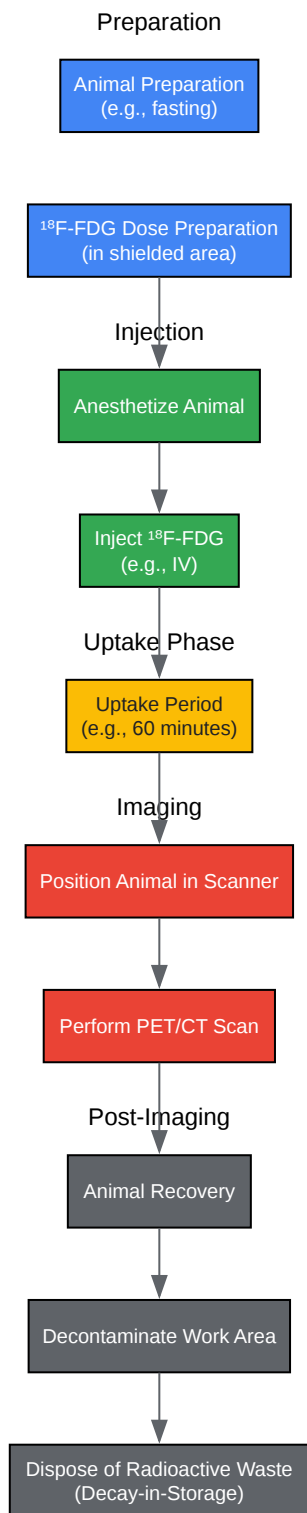 Preparation
Animal Preparation
(e.g., fasting)
¹⁸F-FDG Dose Preparation
(in shielded area)
Injection
Anesthetize Animal
Inject ¹⁸F-FDG
(e.g., IV)
Uptake Phase
Uptake Period
(e.g., 60 minutes)
Imaging
Position Animal in Scanner
Perform PET/CT Scan
Post-Imaging
Animal Recovery
Decontaminate Work Area
Dispose of Radioactive Waste
(Decay-in-Storage)